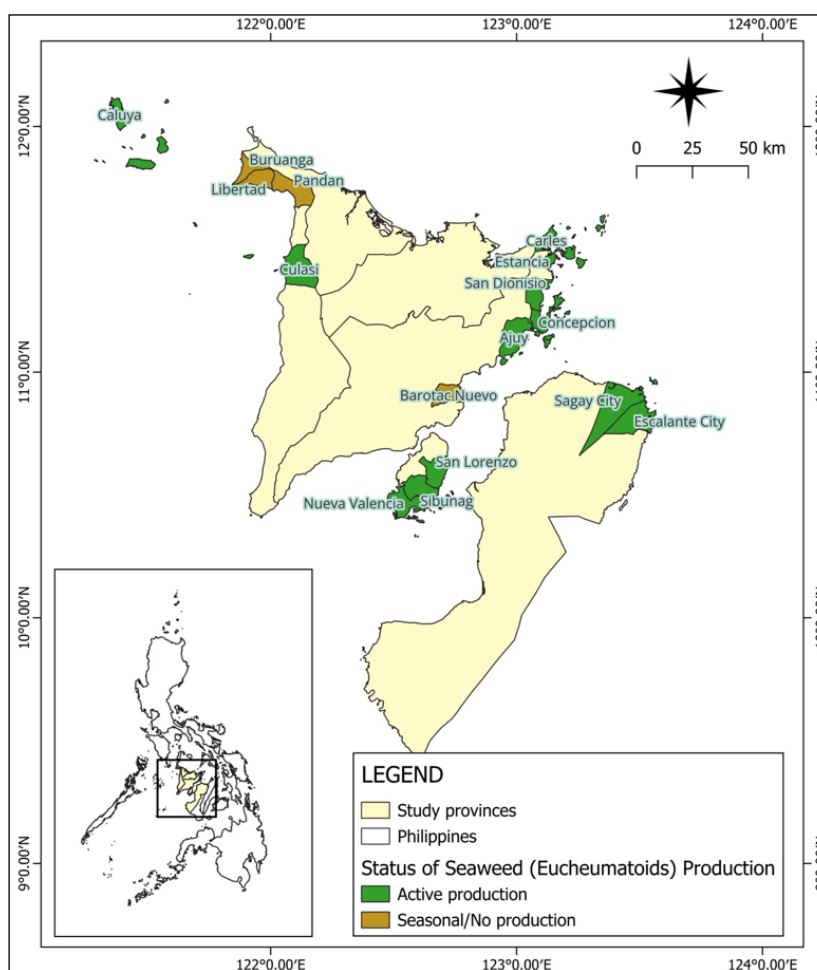 122°0.00'E 123°0.00'E 124°0.00'E
12°0.00'N
11°0.00'N
10°0.00'N
9°0.00'N
0 25 50 km
Caluya
Buruanga
Libertad
Pandan
Culasi
Carles
Estancia
San Dionisio
Concepcion
Ajuy
Barotac Nuevo
Sagay City
Escalante City
San Lorenzo
Nueva Valencia
Sibunag
LEGEND
Study provinces
Philippines
Status of Seaweed (Eucheumatoids) Production
Active production
Seasonal/No production
122°0.00'E 123°0.00'E 124°0.00'E